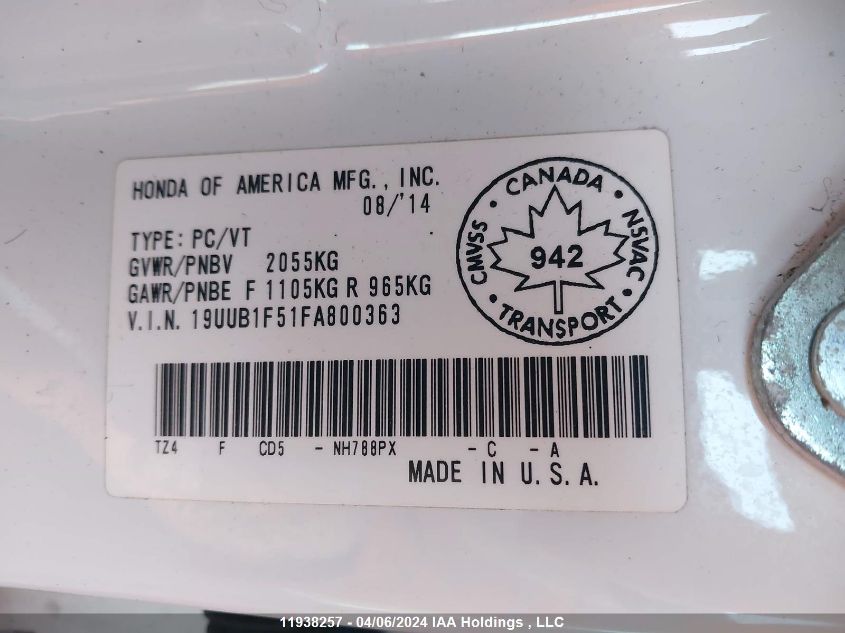 HONDA OF AMERICA MFG., INC.
08/'14
TYPE: PC/VT
GVWR/PNBV 2055KG
GAWR/PNBE F 1105KG R 965KG
V.I.N. 19UUB1F51FA800363
CANADA • NSVAC • TRANSPORT • CMVSS •
942
TZ4 F CD5 - NH788PX - C - A
MADE IN U.S.A.
11938257 - 04/06/2024 IAA Holdings , LLC